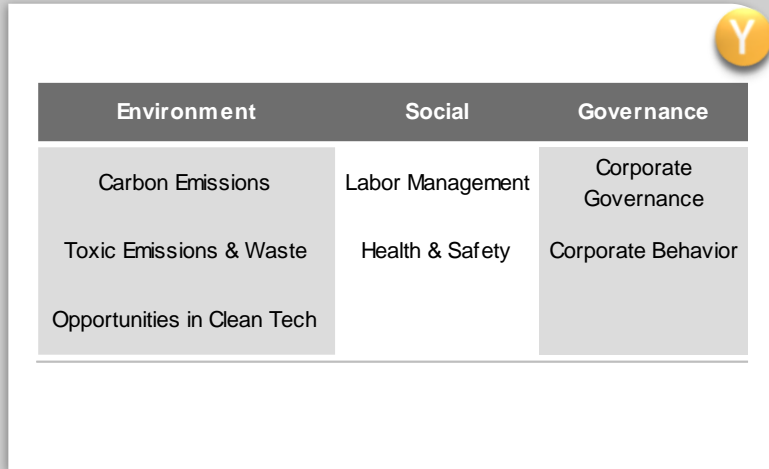 Y
Environment Social Governance
Carbon Emissions Labor Management Corporate
Governance
Toxic Emissions & Waste Health & Safety Corporate Behavior
Opportunities in Clean Tech